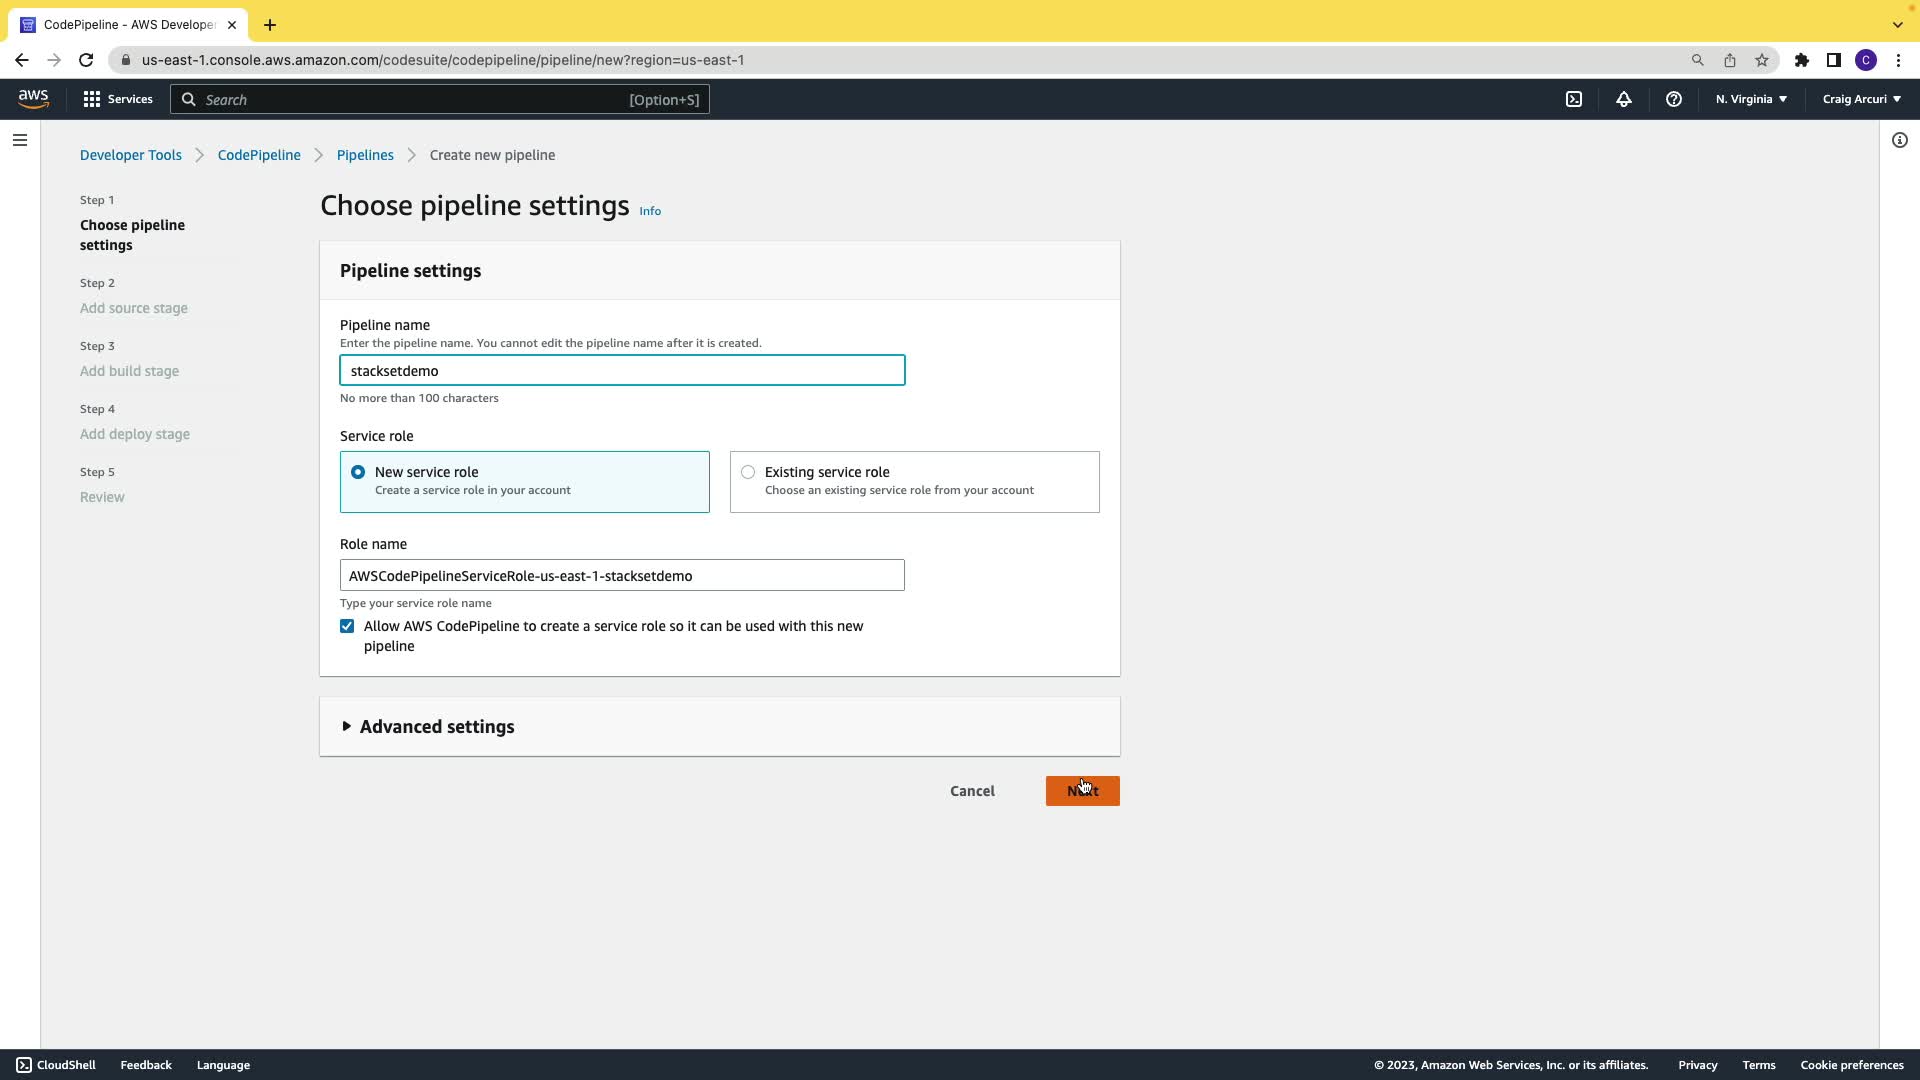 CodePipeline - AWS Developer
us-east-1.console.aws.amazon.com/codesuite/codepipeline/pipeline/new?region=us-east-1
C
aws
Services
Search
[Option+S]
N. Virginia
Craig Arcuri
Developer Tools
CodePipeline
Pipelines
Create new pipeline
Step 1
Choose pipeline
settings
Step 2
Add source stage
Step 3
Add build stage
Step 4
Add deploy stage
Step 5
Review
Choose pipeline settings Info
Pipeline settings
Pipeline name
Enter the pipeline name. You cannot edit the pipeline name after it is created.
stacksetdemo
No more than 100 characters
Service role
New service role
Create a service role in your account
Existing service role
Choose an existing service role from your account
Role name
AWSCodePipelineServiceRole-us-east-1-stacksetdemo
Type your service role name
Allow AWS CodePipeline to create a service role so it can be used with this new
pipeline
Advanced settings
Cancel
Next
CloudShell
Feedback
Language
© 2023, Amazon Web Services, Inc. or its affiliates.
Privacy
Terms
Cookie preferences